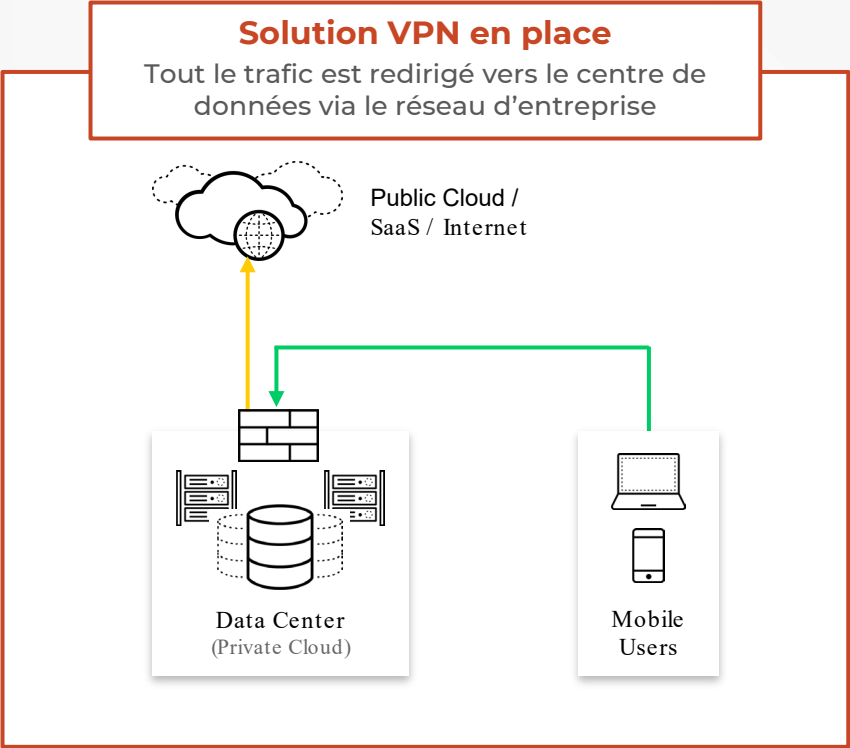 Solution VPN en place
Tout le trafic est redirigé vers le centre de
données via le réseau d’entreprise
Public Cloud /
SaaS / Internet
Data Center
(Private Cloud)
Mobile
Users